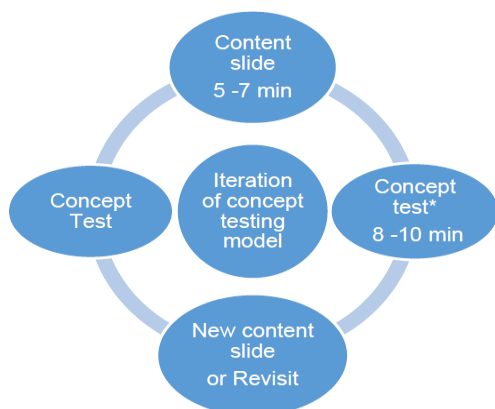 Content
slide
5 -7 min
Iteration
of concept
testing
model
Concept
test*
8 -10 min
New content
slide
or Revisit
Concept
Test